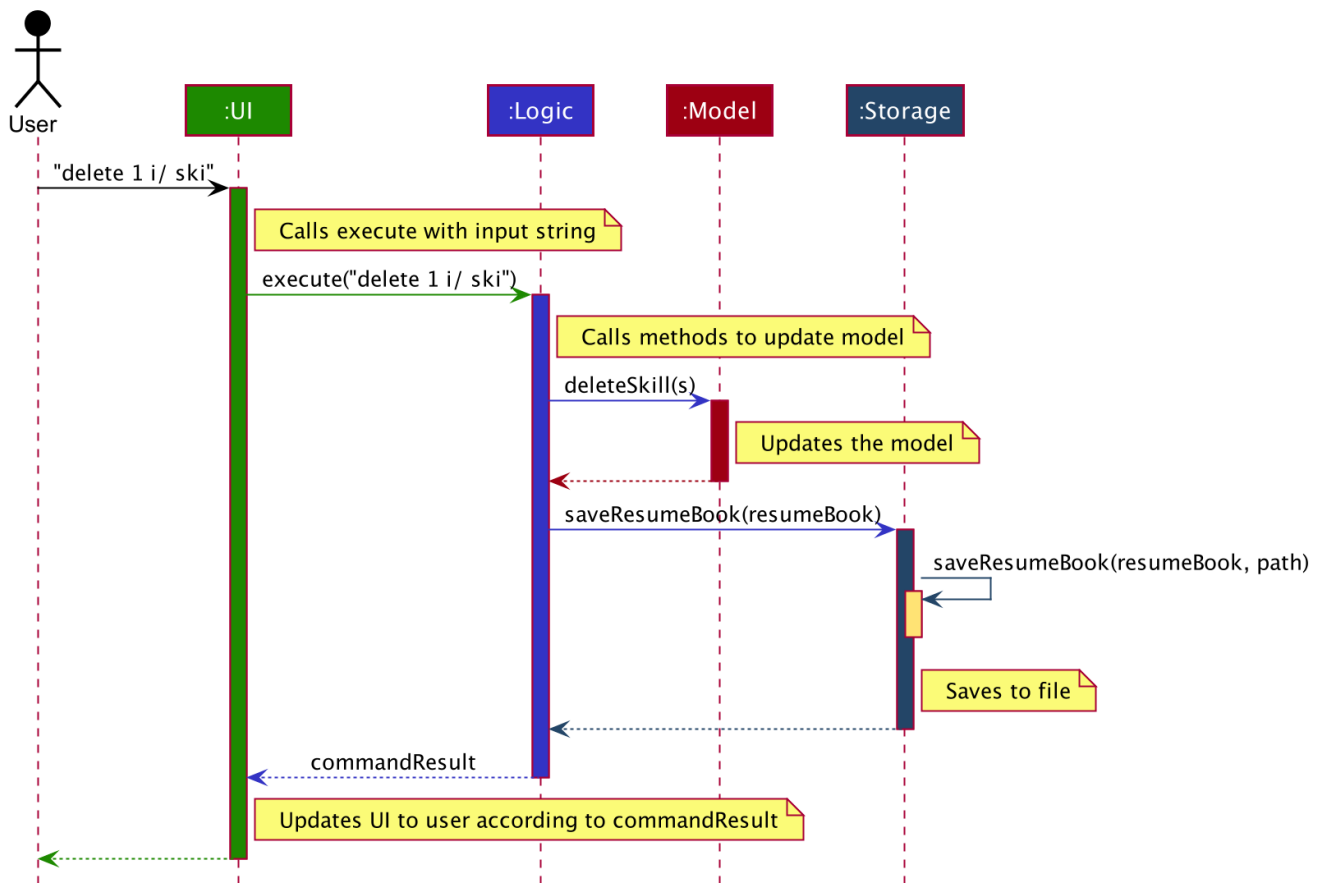 User
:UI
:Logic
:Model
:Storage
"delete 1 i/ ski"
Calls execute with input string
execute("delete 1 i/ ski")
Calls methods to update model
deleteSkill(s)
Updates the model
saveResumeBook(resumeBook)
saveResumeBook(resumeBook, path)
Saves to file
commandResult
Updates UI to user according to commandResult